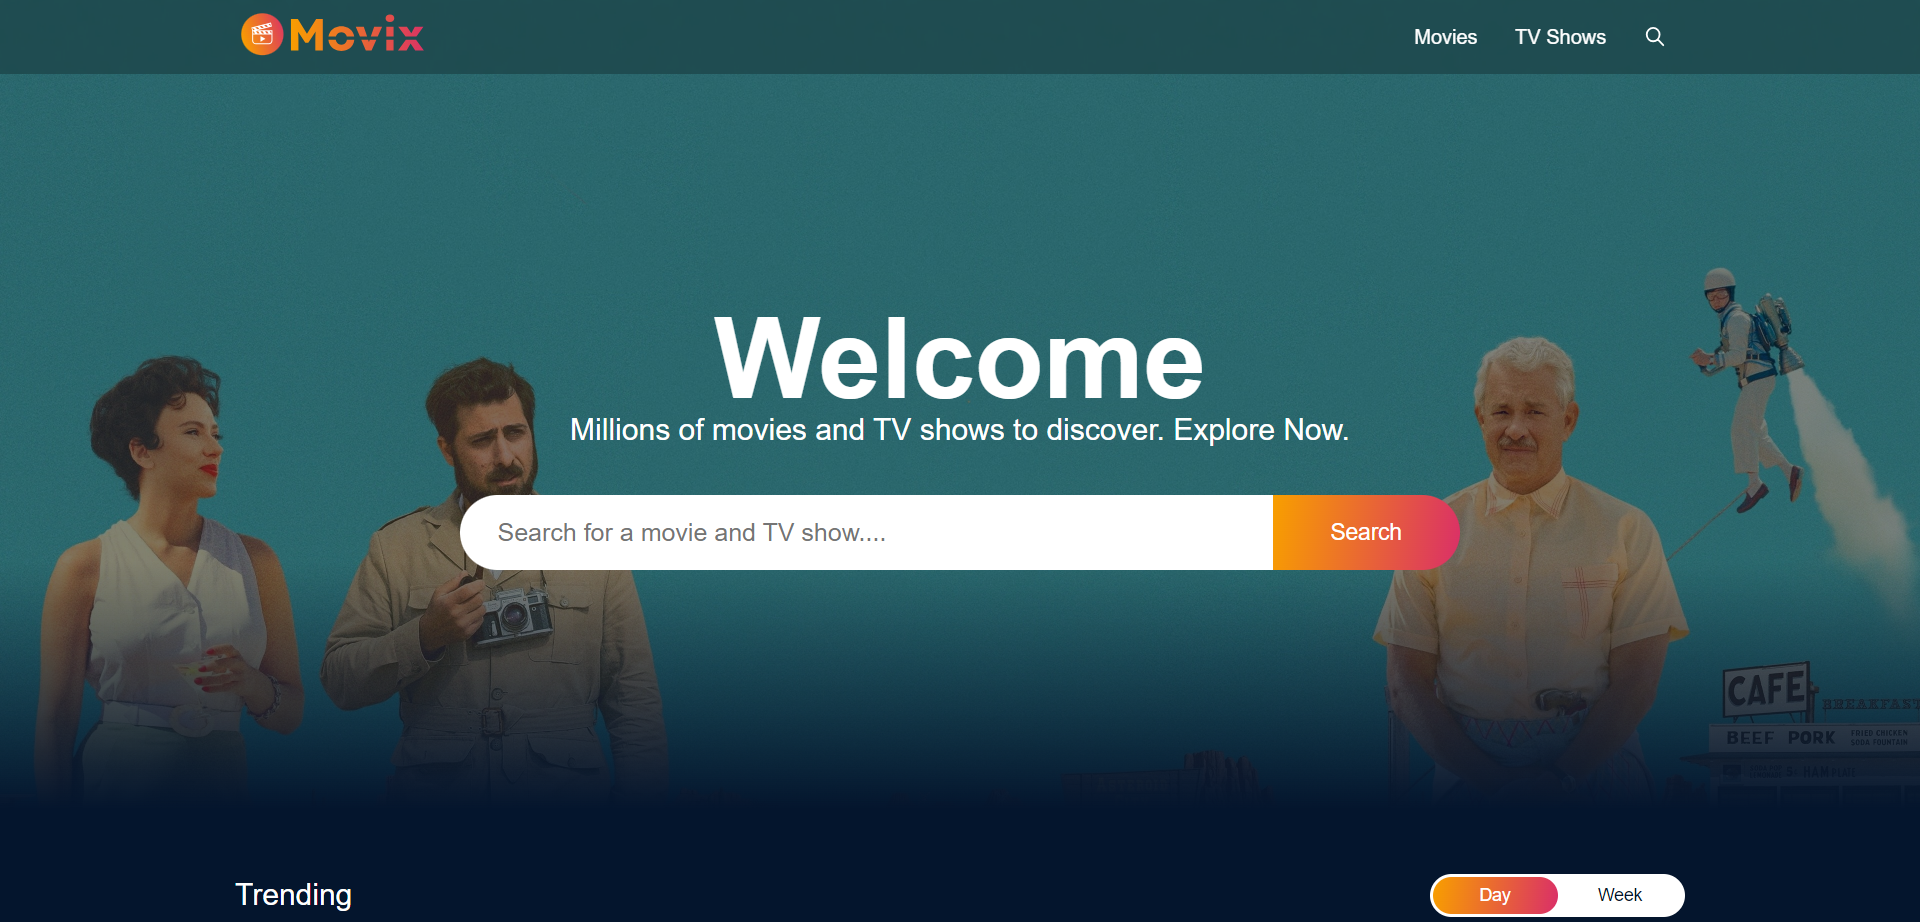 Movix
Movies
TV Shows
Welcome
Millions of movies and TV shows to discover. Explore Now.
Search for a movie and TV show....
Search
CAFE
BREAKFAST
BEEF PORK
FRIED CHICKEN
SODA FOUNTAIN
HAM
Trending
Day
Week